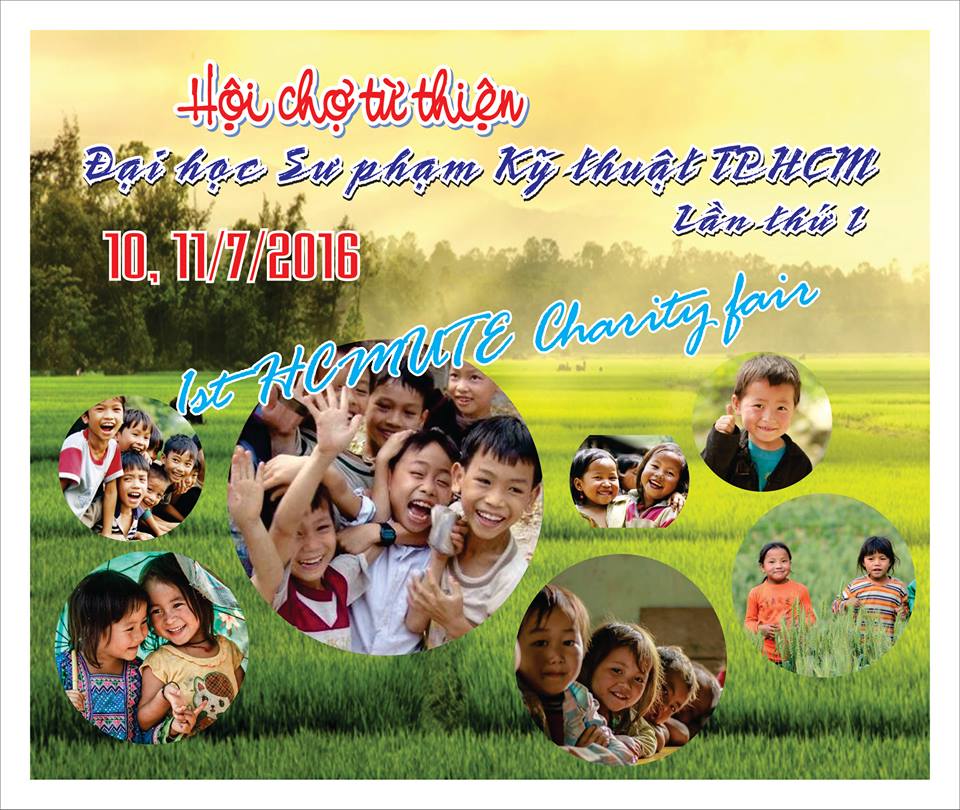 Hội chợ từ thiện
Đại học Sư phạm Kỹ thuật TPHCM
Lần thứ 1
10, 11/7/2016
1st HCMUTE Charity fair